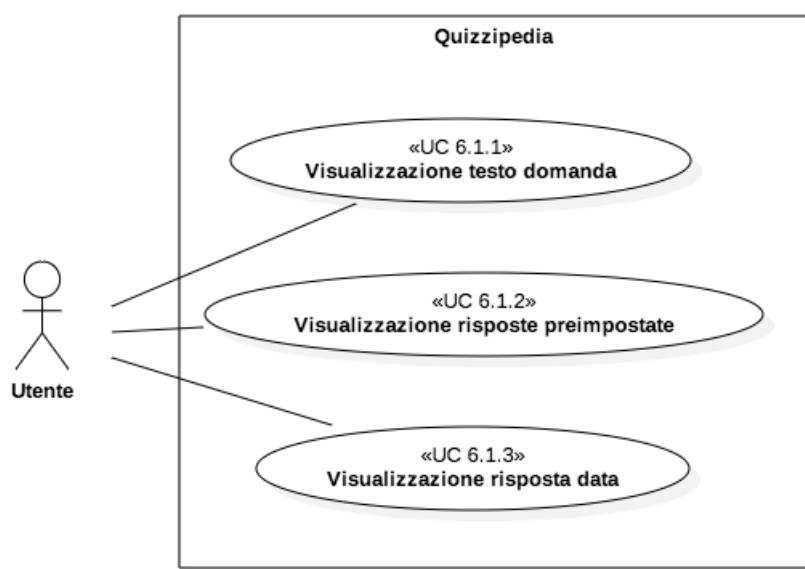 Quizzipedia
«UC 6.1.1»
Visualizzazione testo domanda
«UC 6.1.2»
Visualizzazione risposte preimpostate
Utente
«UC 6.1.3»
Visualizzazione risposta data